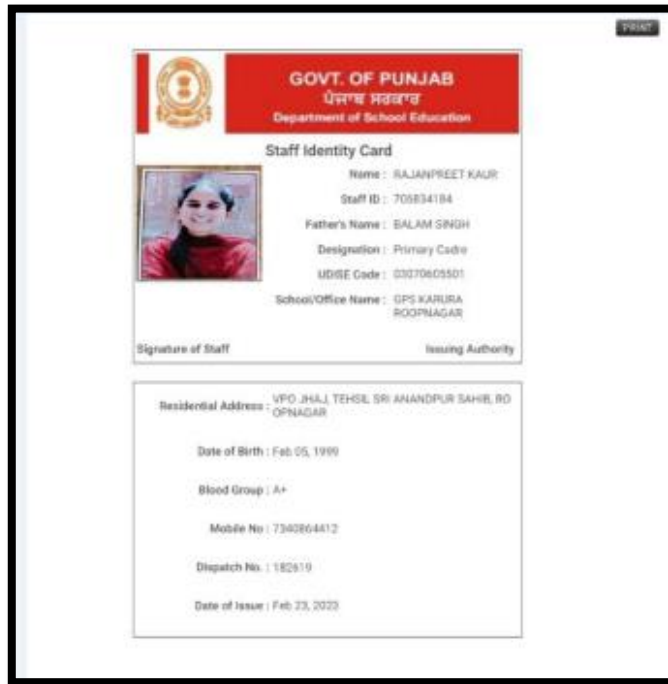 PRINT
GOVT. OF PUNJAB
ਪੰਜਾਬ ਸਰਕਾਰ
Department of School Education
Staff Identity Card
Name : RAJANPREET KAUR
Staff ID : 705834184
Father's Name : BALAM SINGH
Designation : Primary Cadre
UDISE Code : 03070605501
School/Office Name : GPS KARURA
ROOPNAGAR
Signature of Staff
Issuing Authority
Residential Address : VPO JHAJ, TEHSIL SRI ANANDPUR SAHIB, RO
OPNAGAR
Date of Birth : Feb 05, 1999
Blood Group : A+
Mobile No : 7340864412
Dispatch No. : 182619
Date of Issue : Feb 23, 2023